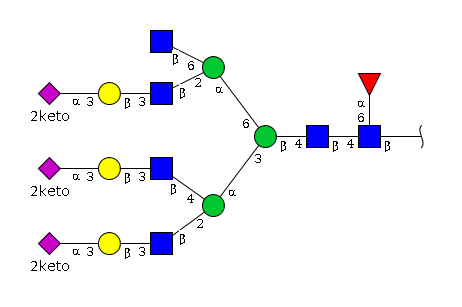 β 6
α 3 β 3 β 2 α
2keto
α
6
6
3 β 4 β 4 β
α 3 β 3 β 4 α
2keto
2
α 3 β 3 β
2keto